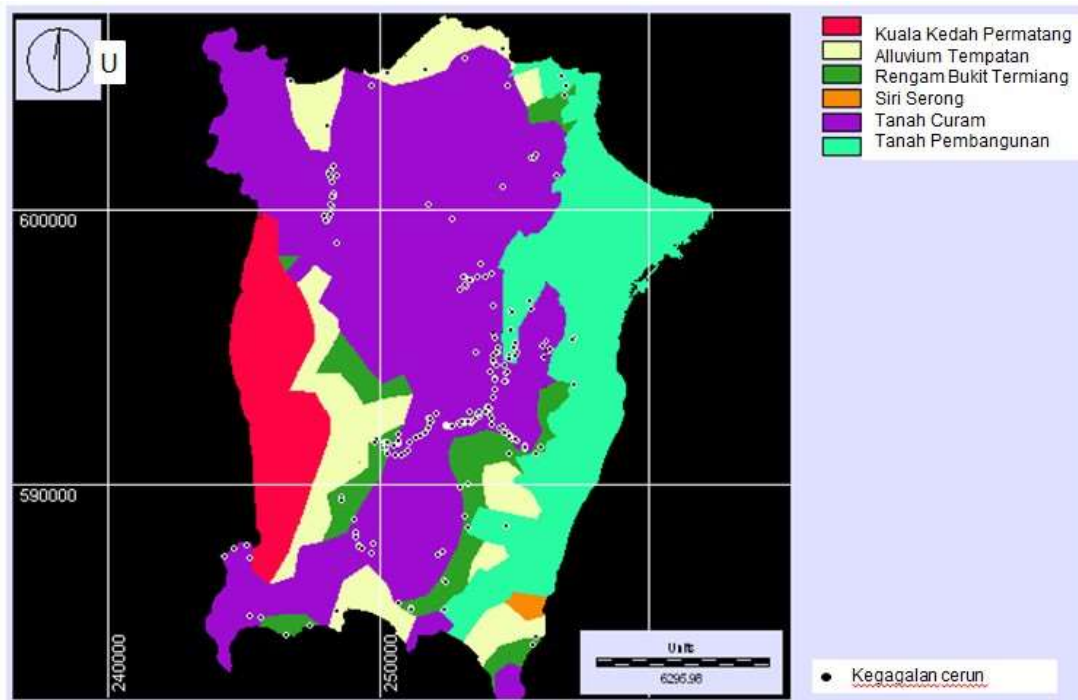 U
Kuala Kedah Permatang
Alluvium Tempatan
Rengam Bukit Termiang
Siri Serong
Tanah Curam
Tanah Pembangunan
600000
590000
240000
250000
Units
6295.98
Kegagalan cerun